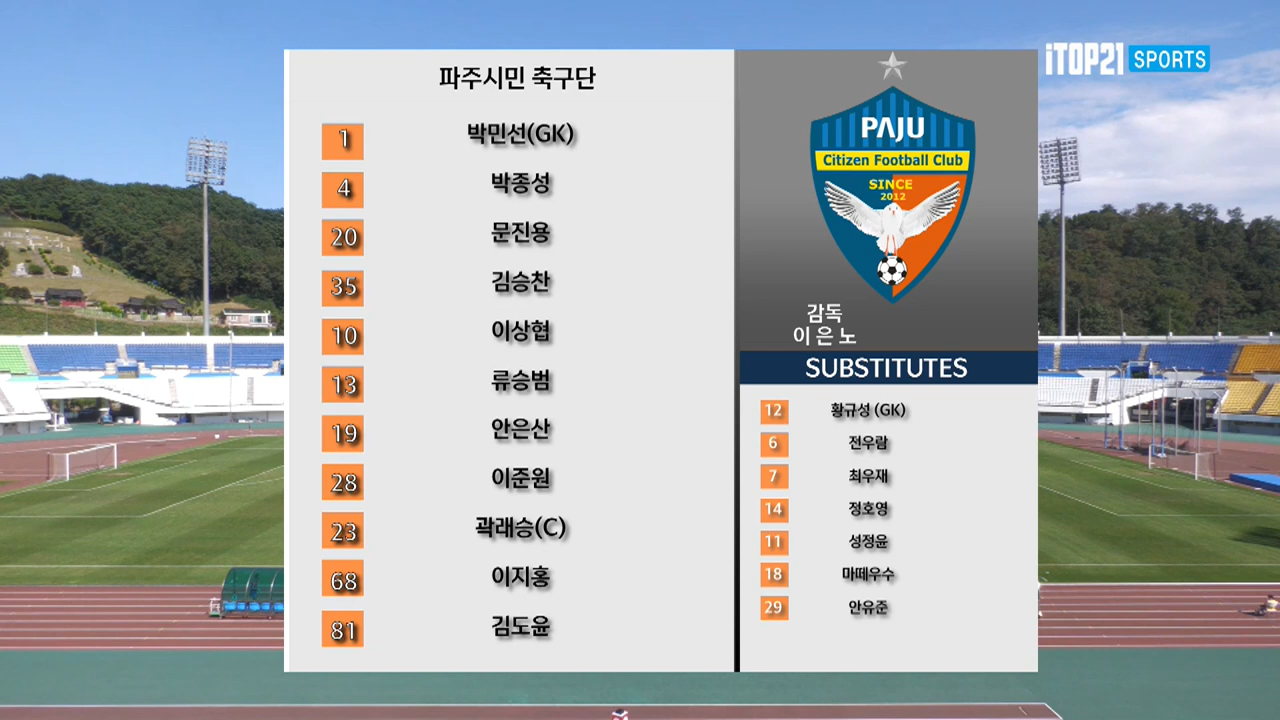 iTOP21 SPORTS
파주시민 축구단
1 박민선(GK)
4 박종성
20 문진용
35 김승찬
10 이상협
13 류승범
19 안은산
28 이준원
23 곽래승(C)
68 이지홍
81 김도윤
PAJU
Citizen Football Club
SINCE
2012
감독
이 은 노
SUBSTITUTES
12 황규성 (GK)
6 전우람
7 최우재
14 정호영
11 성정윤
18 마떼우수
29 안유준